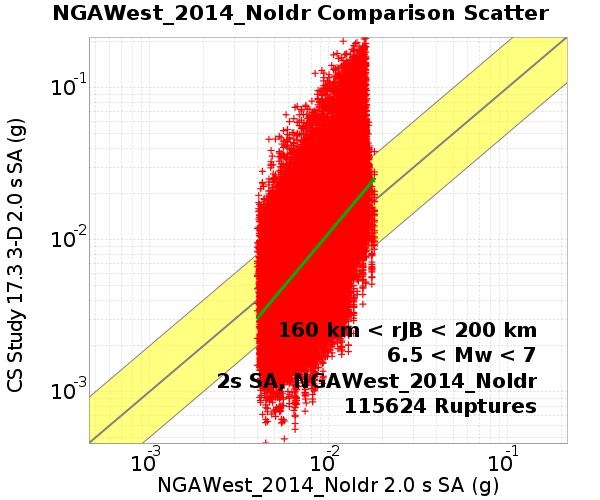 NGAWest_2014_NoIdr Comparison Scatter
CS Study 17.3 3-D 2.0 s SA (g)
10-1
10-2
10-3
160 km < rJB < 200 km
6.5 < Mw < 7
2s SA, NGAWest_2014_NoIdr
115624 Ruptures
10-3 10-2 10-1
NGAWest_2014_NoIdr 2.0 s SA (g)